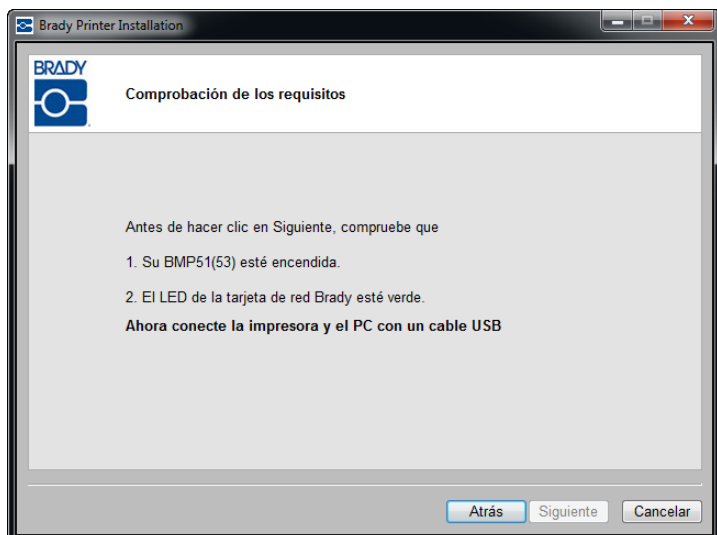 Brady Printer Installation
BRADY
Comprobación de los requisitos
Antes de hacer clic en Siguiente, compruebe que
1. Su BMP51(53) esté encendida.
2. El LED de la tarjeta de red Brady esté verde.
Ahora conecte la impresora y el PC con un cable USB
Atrás Siguiente Cancelar